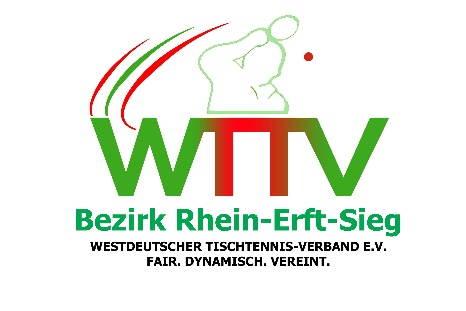 WTTV
Bezirk Rhein-Erft-Sieg
WESTDEUTSCHER TISCHTENNIS-VERBAND E.V.
FAIR. DYNAMISCH. VEREINT.